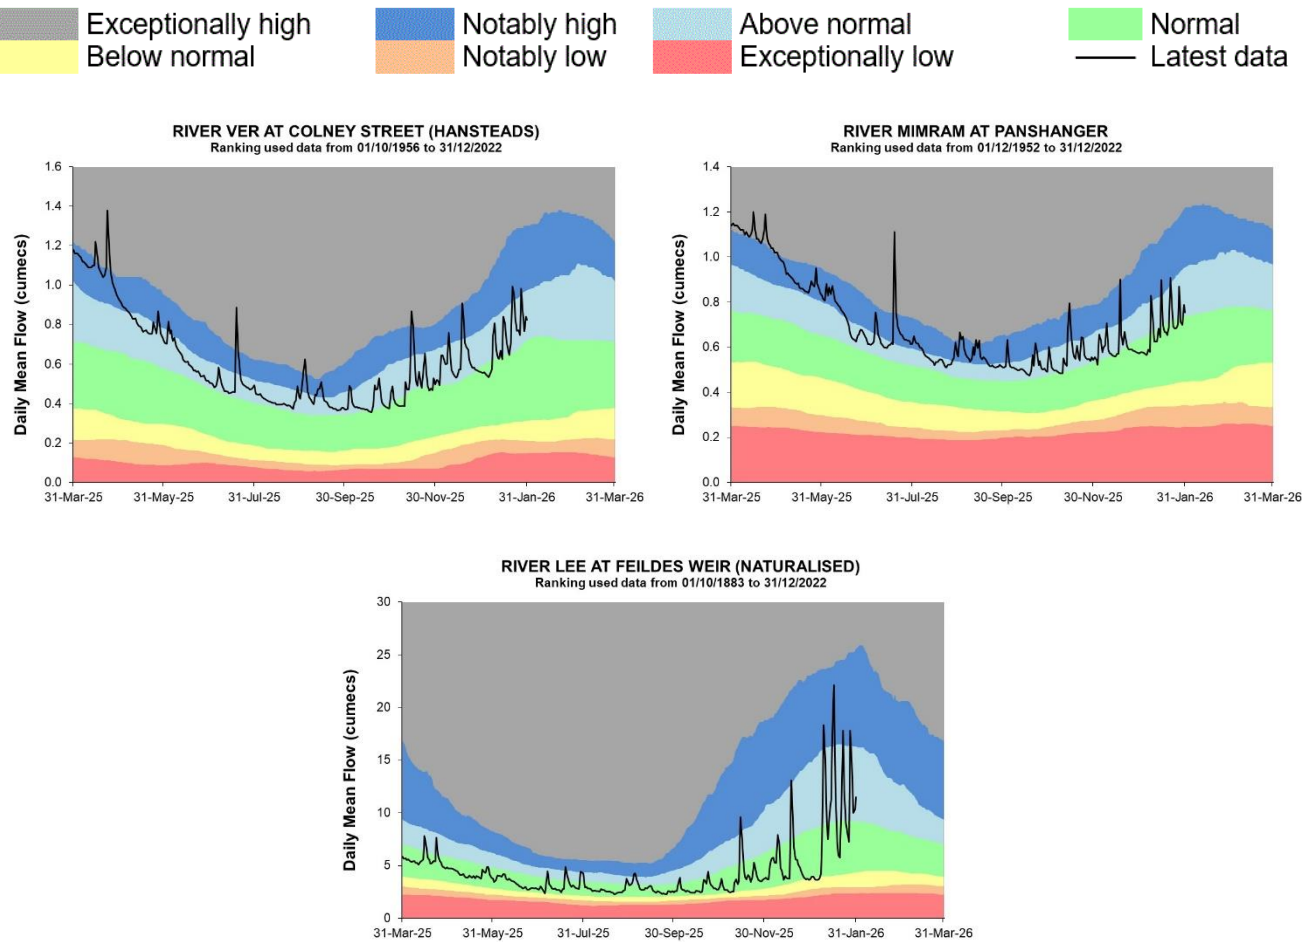 Exceptionally high Notably high Above normal Normal
Below normal Notably low Exceptionally low Latest data
RIVER VER AT COLNEY STREET (HANSTEADS)
Ranking used data from 01/10/1956 to 31/12/2022
Daily Mean Flow (cumecs)
1.6
1.4
1.2
1.0
0.8
0.6
0.4
0.2
0.0
31-Mar-25 31-May-25 31-Jul-25 30-Sep-25 30-Nov-25 31-Jan-26 31-Mar-26
RIVER MIMRAM AT PANSHANGER
Ranking used data from 01/12/1952 to 31/12/2022
Daily Mean Flow (cumecs)
1.4
1.2
1.0
0.8
0.6
0.4
0.2
0.0
31-Mar-25 31-May-25 31-Jul-25 30-Sep-25 30-Nov-25 31-Jan-26 31-Mar-26
RIVER LEE AT FEILDES WEIR (NATURALISED)
Ranking used data from 01/10/1883 to 31/12/2022
Daily Mean Flow (cumecs)
30
25
20
15
10
5
0
31-Mar-25 31-May-25 31-Jul-25 30-Sep-25 30-Nov-25 31-Jan-26 31-Mar-26